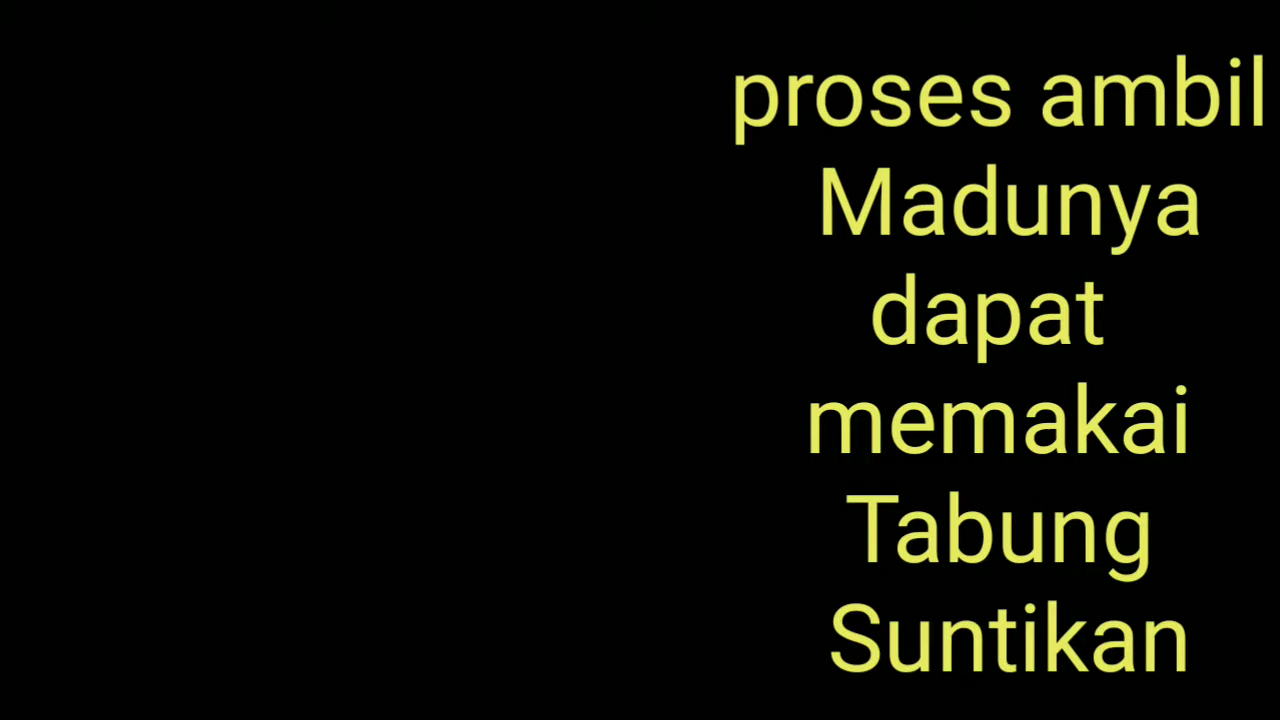 proses ambil
Madunya
dapat
memakai
Tabung
Suntikan